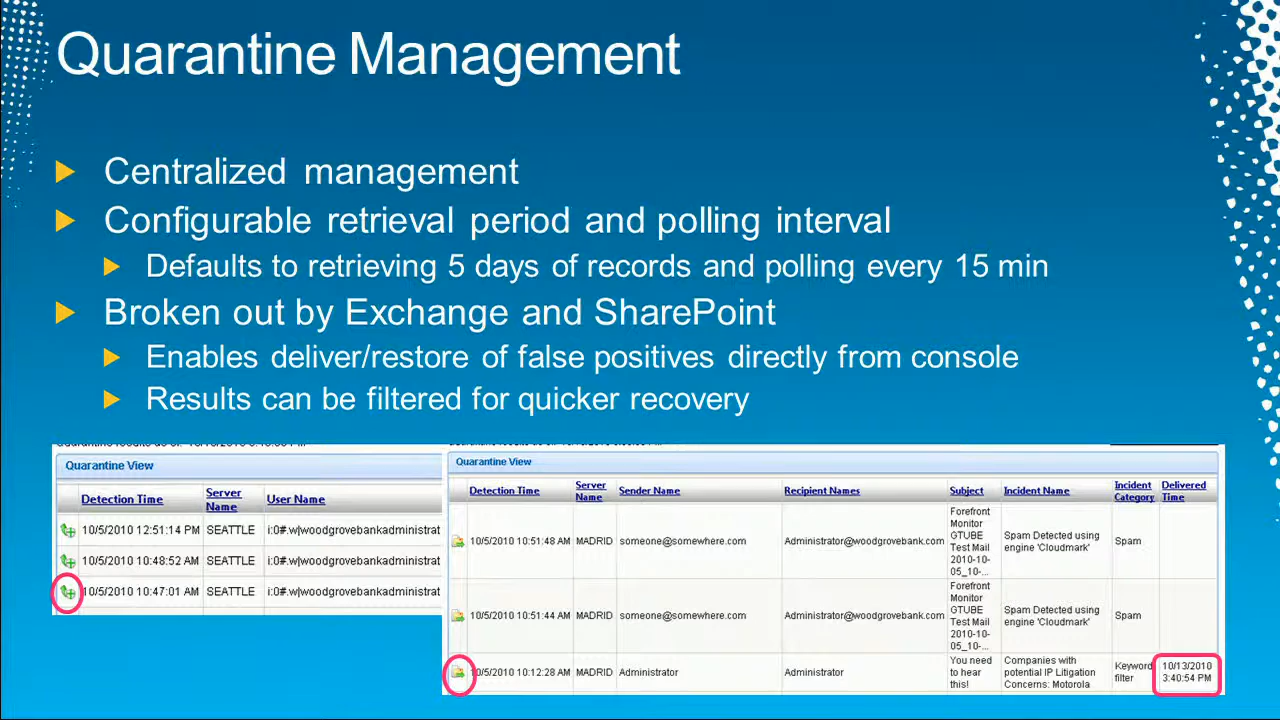 Quarantine Management
Centralized management
Configurable retrieval period and polling interval
Defaults to retrieving 5 days of records and polling every 15 min
Broken out by Exchange and SharePoint
Enables deliver/restore of false positives directly from console
Results can be filtered for quicker recovery
Quarantine View
Detection Time Server Name User Name
10/5/2010 12:51:14 PM SEATTLE i:0#.w|woodgrovebankadministrat
10/5/2010 10:48:52 AM SEATTLE i:0#.w|woodgrovebankadministrat
10/5/2010 10:47:01 AM SEATTLE i:0#.w|woodgrovebankadministrat
Quarantine View
Detection Time Server Name Sender Name Recipient Names Subject Incident Name Incident Category Delivered Time
10/5/2010 10:51:48 AM MADRID someone@somewhere.com Administrator@woodgrovebank.com Forefront Monitor GTUBE Test Mail 2010-10-05_10-... Spam Detected using engine 'Cloudmark' Spam
10/5/2010 10:51:44 AM MADRID someone@somewhere.com Administrator@woodgrovebank.com Forefront Monitor GTUBE Test Mail 2010-10-05_10-... Spam Detected using engine 'Cloudmark' Spam
10/5/2010 10:12:28 AM MADRID Administrator Administrator You need to hear this! Companies with potential IP Litigation Concerns: Motorola Keyword filter 10/13/2010 3:40:54 PM